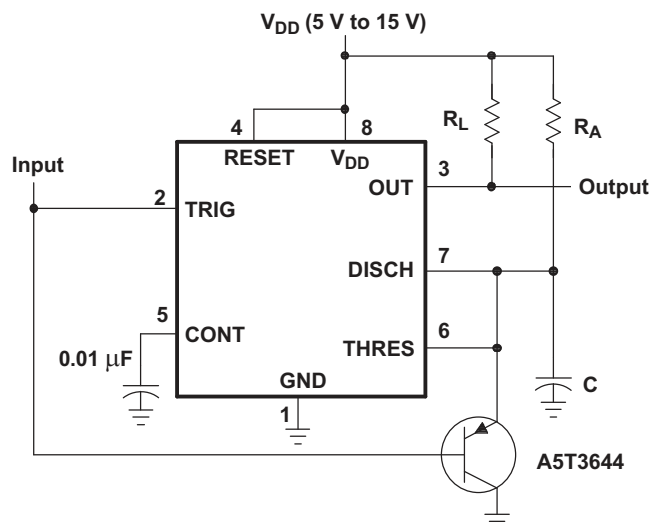 VDD (5 V to 15 V)
4
8
RESET
VDD
RL
RA
Input
3
OUT
Output
2
TRIG
7
DISCH
5
CONT
6
THRES
0.01 μF
GND
1
C
A5T3644